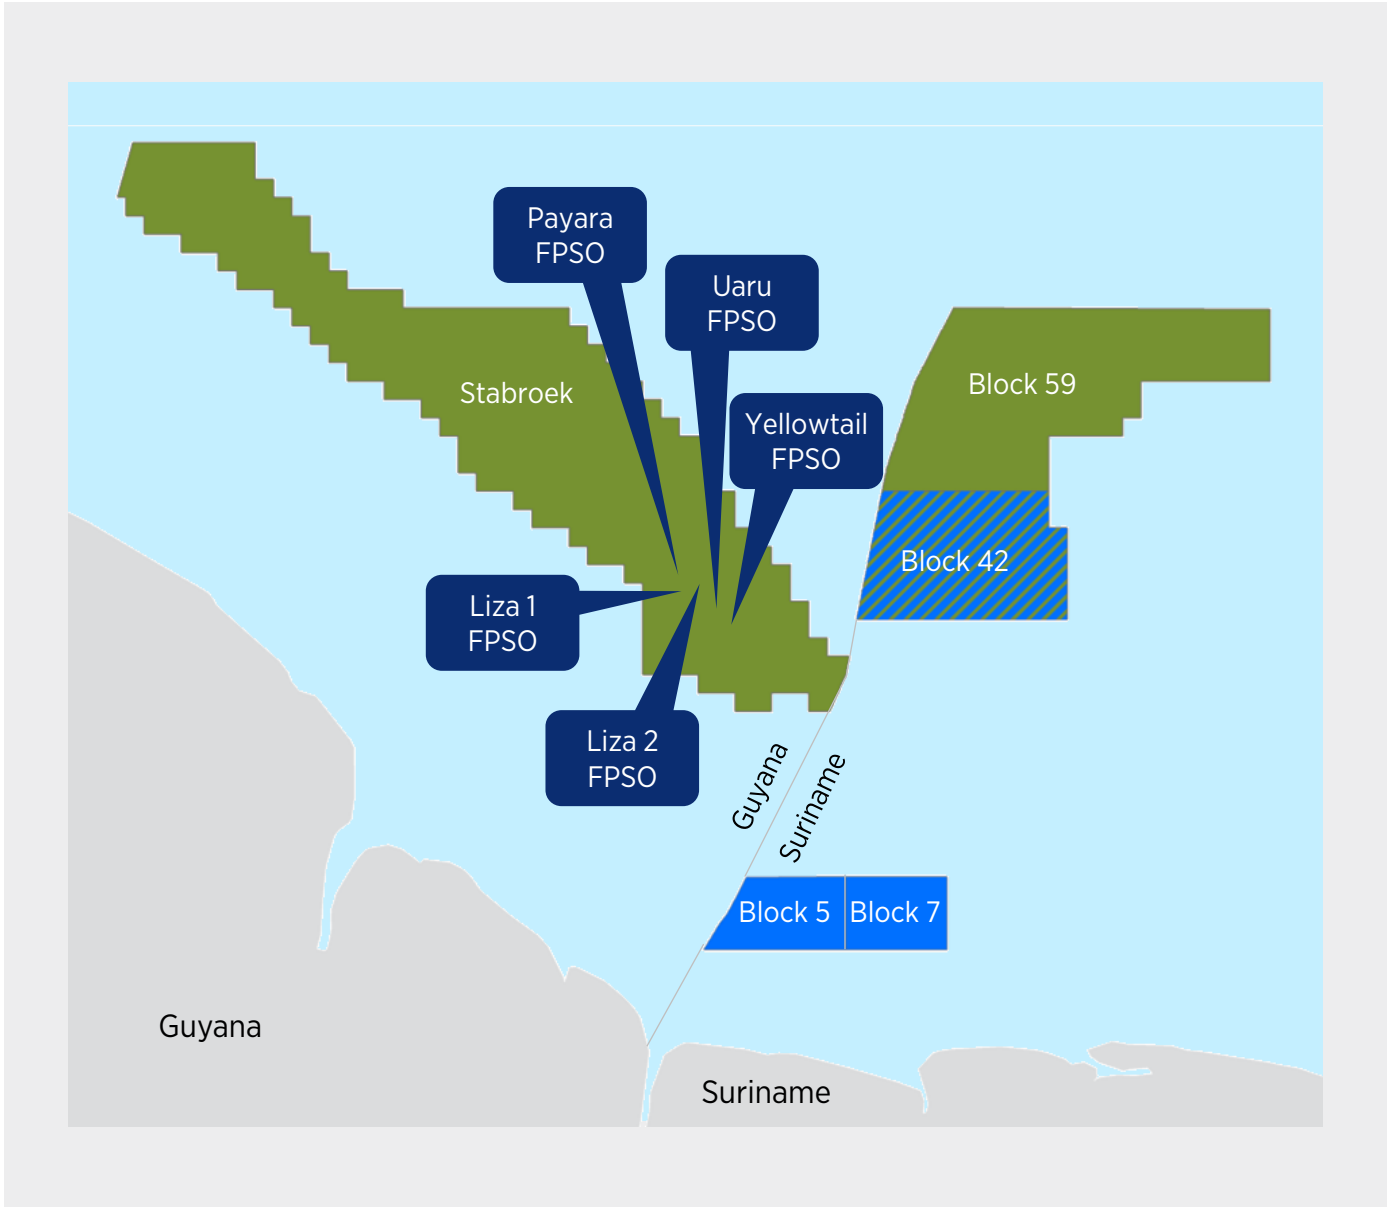 Payara
FPSO
Uaru
FPSO
Stabroek
Block 59
Yellowtail
FPSO
Block 42
Liza 1
FPSO
Liza 2
FPSO
Guyana
Suriname
Block 5
Block 7
Guyana
Suriname